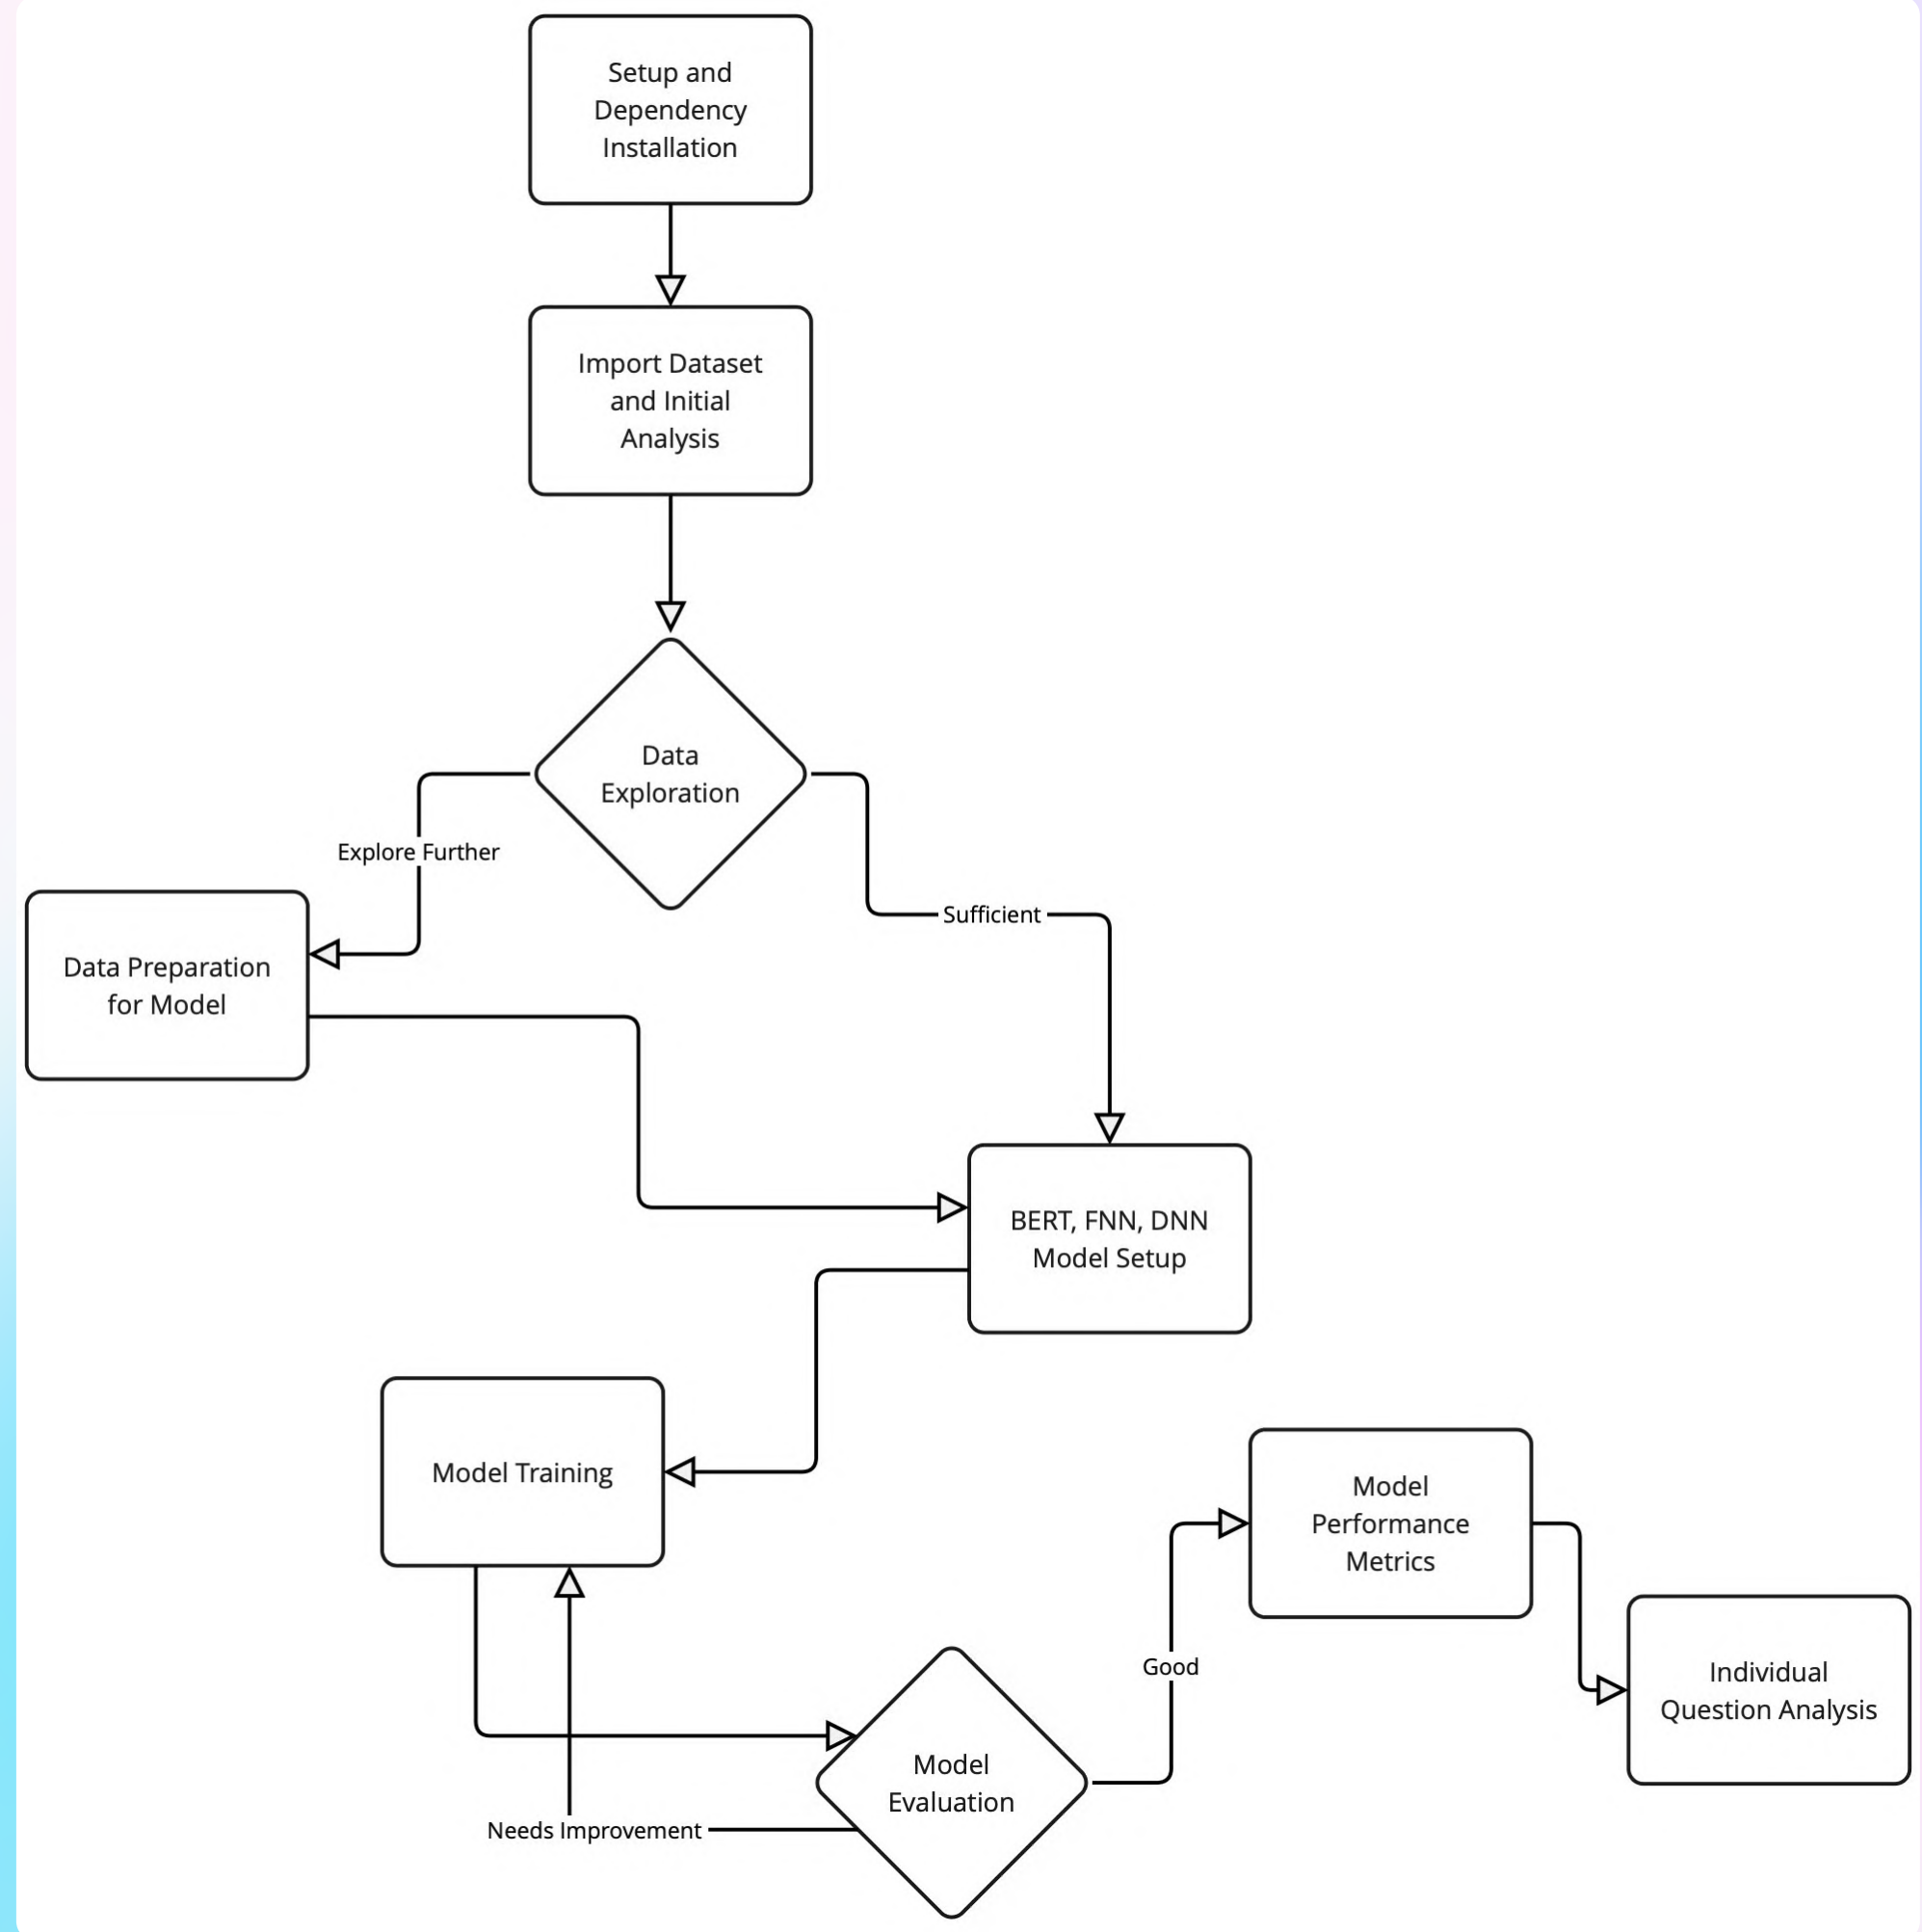 Setup and
Dependency
Installation
Import Dataset
and Initial
Analysis
Data
Exploration
Explore Further
Sufficient
Data Preparation
for Model
BERT, FNN, DNN
Model Setup
Model Training
Model
Performance
Metrics
Good
Individual
Question Analysis
Model
Evaluation
Needs Improvement